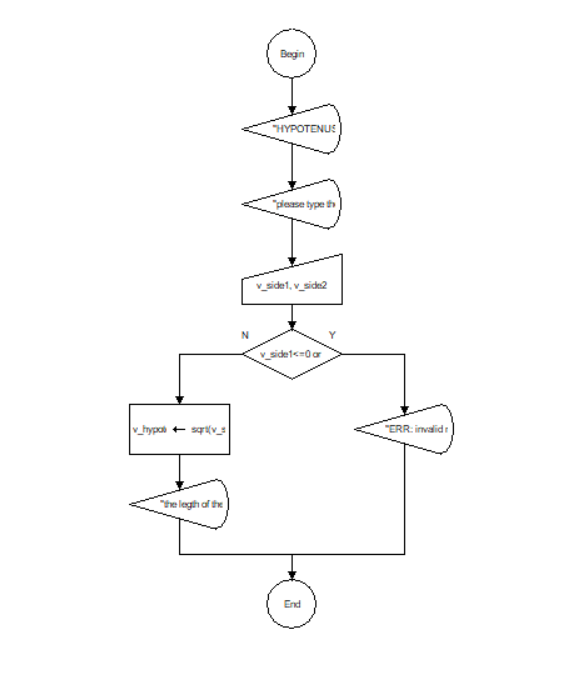 Begin
"HYPOTENUS
"please type the
v_side1, v_side2
N
Y
v_side1<=0 or
v_hypot ← sqrt(v_s
"ERR: invalid
"the legth of the
End